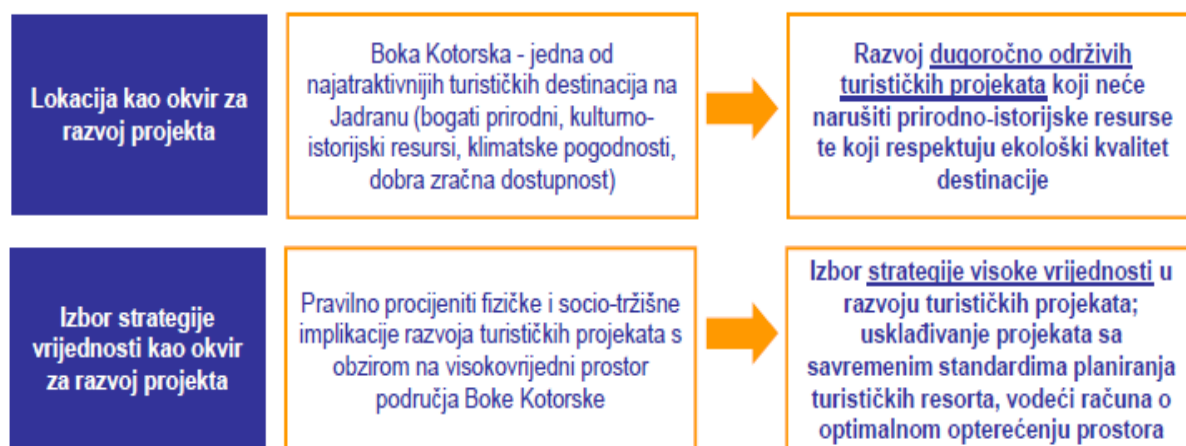 Lokacija kao okvir za
razvoj projekta
Boka Kotorska - jedna od
najatraktivnijih turističkih destinacija na
Jadranu (bogati prirodni, kulturno-
istorijski resursi, klimatske pogodnosti,
dobra zračna dostupnost)
Razvoj dugoročno održivih
turističkih projekata koji neće
narušiti prirodno-istorijske resurse
te koji respektuju ekološki kvalitet
destinacije
Izbor strategije
vrijednosti kao okvir
za razvoj projekta
Pravilno procijeniti fizičke i socio-tržišne
implikacije razvoja turističkih projekata s
obzirom na visokovrijedni prostor
područja Boke Kotorske
Izbor strategije visoke vrijednosti u
razvoju turističkih projekata;
usklađivanje projekata sa
savremenim standardima planiranja
turističkih resorta, vodeći računa o
optimalnom opterećenju prostora